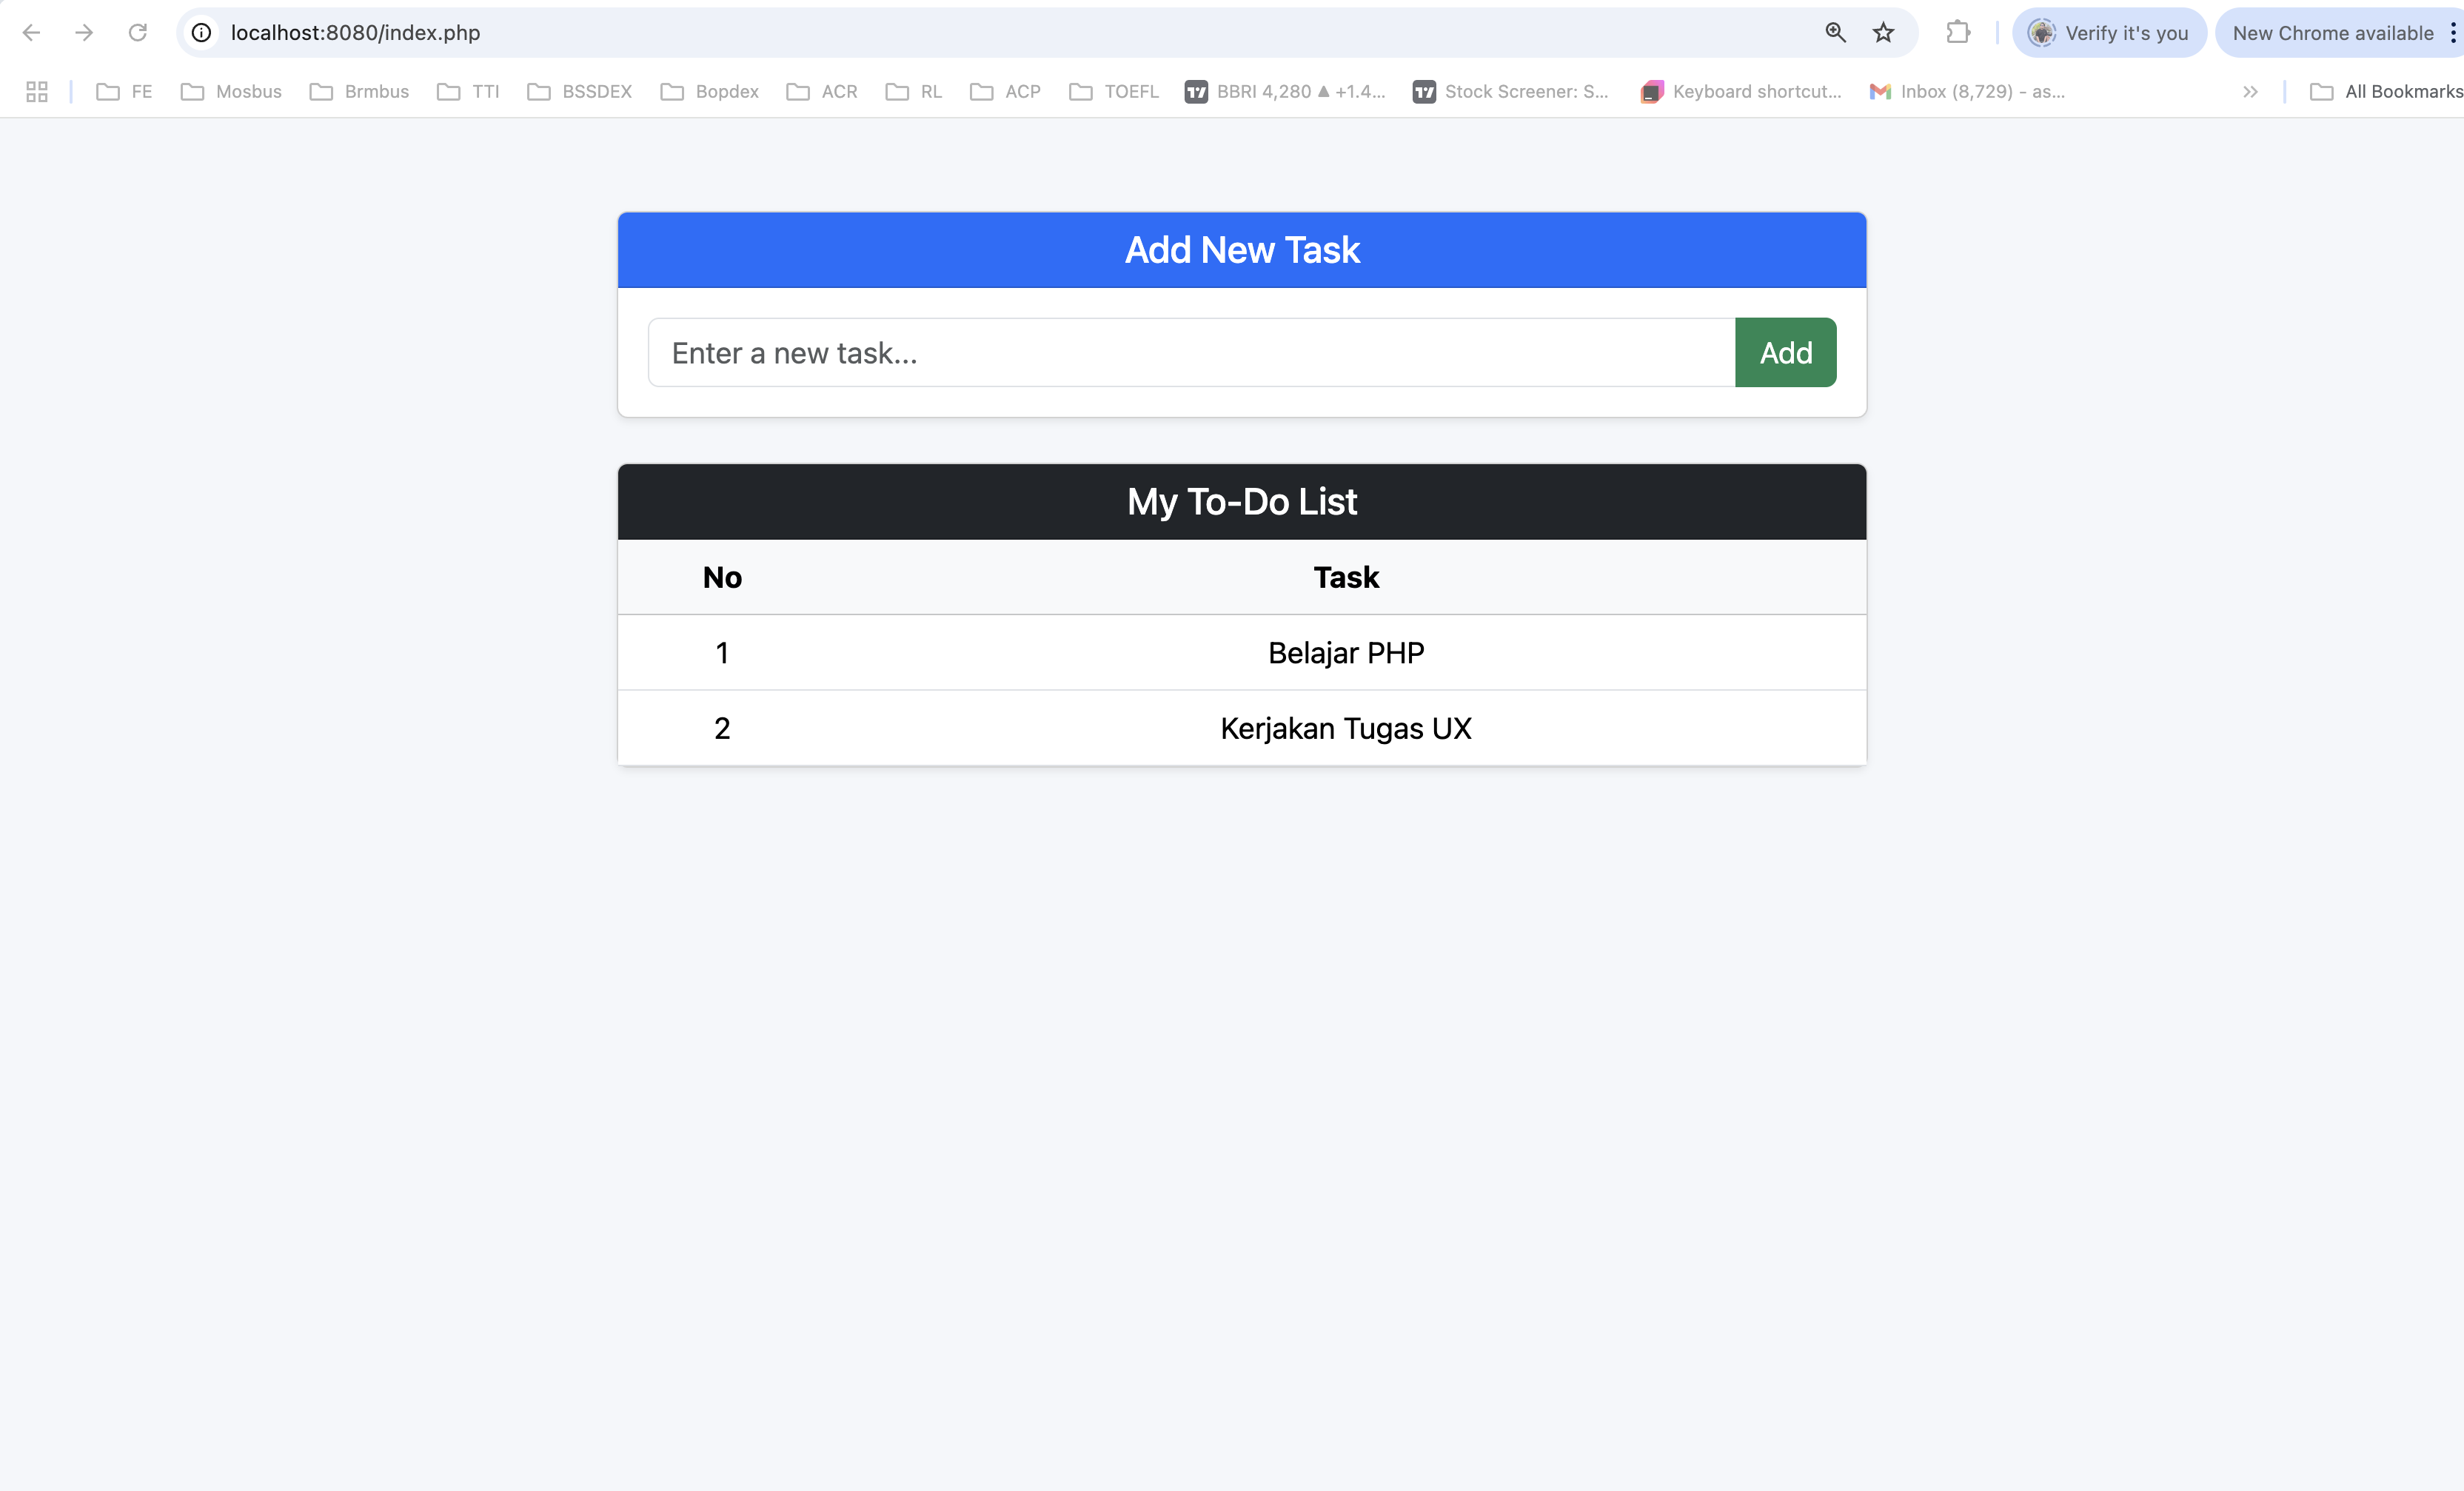 localhost:8080/index.php
Verify it's you
New Chrome available
FE
Mosbus
Brmbus
TTI
BSSDEX
Bopdex
ACR
RL
ACP
TOEFL
BBRI 4,280 ▲ +1.4...
Stock Screener: S...
Keyboard shortcut...
Inbox (8,729) - as...
All Bookmarks
Add New Task
Enter a new task...
Add
My To-Do List
No Task
1 Belajar PHP
2 Kerjakan Tugas UX